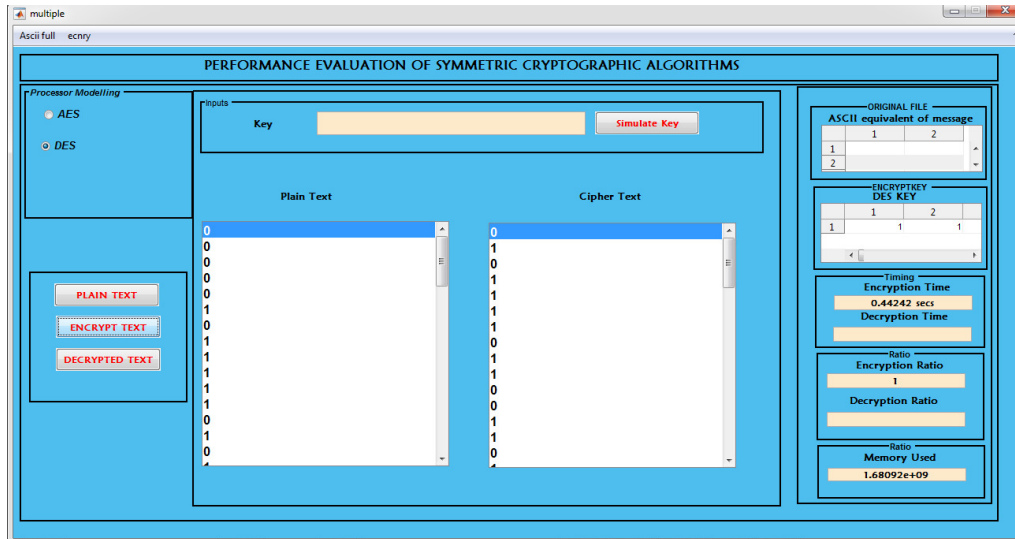 multiple
Ascii full ecnry
PERFORMANCE EVALUATION OF SYMMETRIC CRYPTOGRAPHIC ALGORITHMS
Processor Modelling
AES
DES
PLAIN TEXT
ENCRYPT TEXT
DECRYPTED TEXT
Inputs
Key
Simulate Key
Plain Text
0
0
0
0
0
1
0
1
1
1
1
1
0
1
0
Cipher Text
0
1
0
1
1
1
1
0
1
1
0
0
1
1
0
ORIGINAL FILE
ASCII equivalent of message
1 2
1
2
ENCRYPTKEY
DES KEY
1 2
1 1 1
Timing
Encryption Time
0.44242 secs
Decryption Time
Ratio
Encryption Ratio
1
Decryption Ratio
Ratio
Memory Used
1.68092e+09